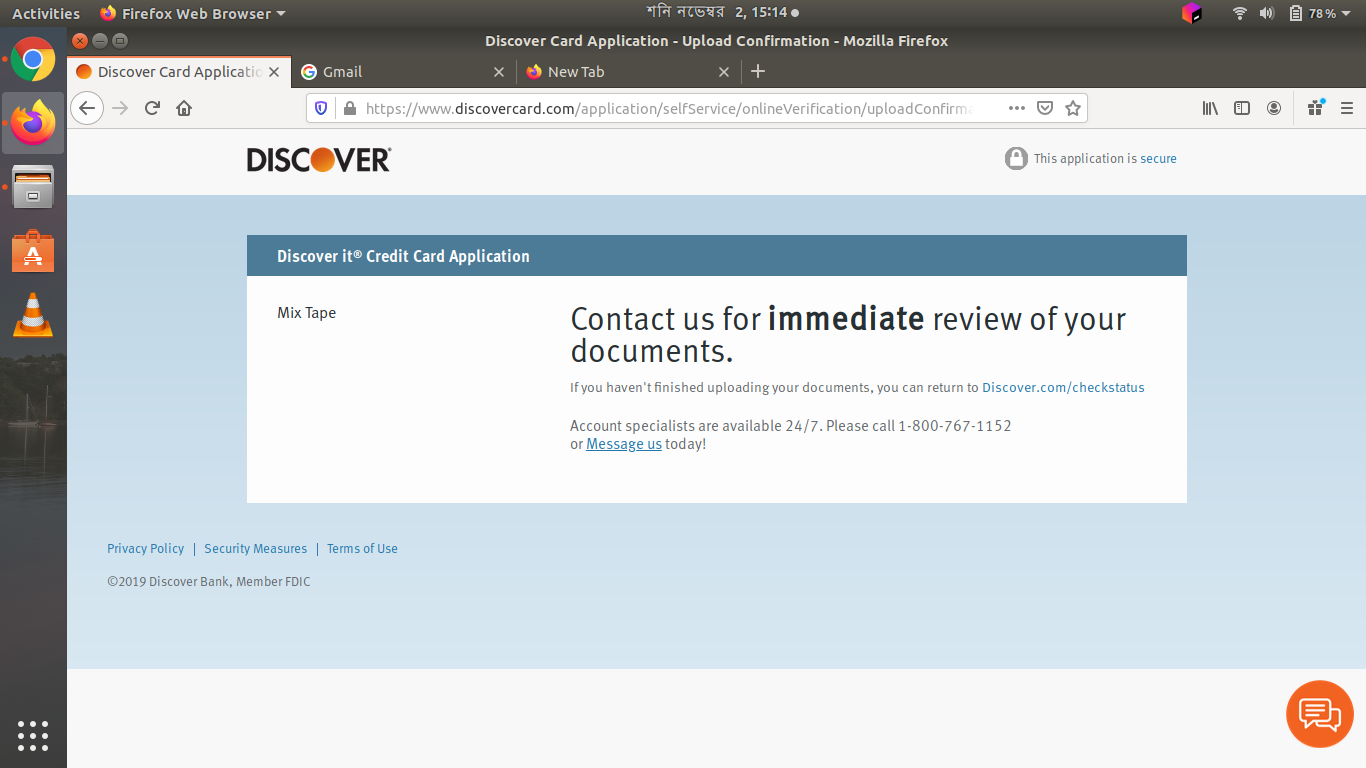 Activities
Firefox Web Browser
শনি নভেম্বর 2, 15:14
78%
Discover Card Application - Upload Confirmation - Mozilla Firefox
Discover Card Applicatio
Gmail
New Tab
https://www.discovercard.com/application/selfService/onlineVerification/uploadConfirma
DISCOVER
This application is secure
Discover it® Credit Card Application
Mix Tape
Contact us for immediate review of your
documents.
If you haven't finished uploading your documents, you can return to Discover.com/checkstatus
Account specialists are available 24/7. Please call 1-800-767-1152
or Message us today!
Privacy Policy | Security Measures | Terms of Use
©2019 Discover Bank, Member FDIC